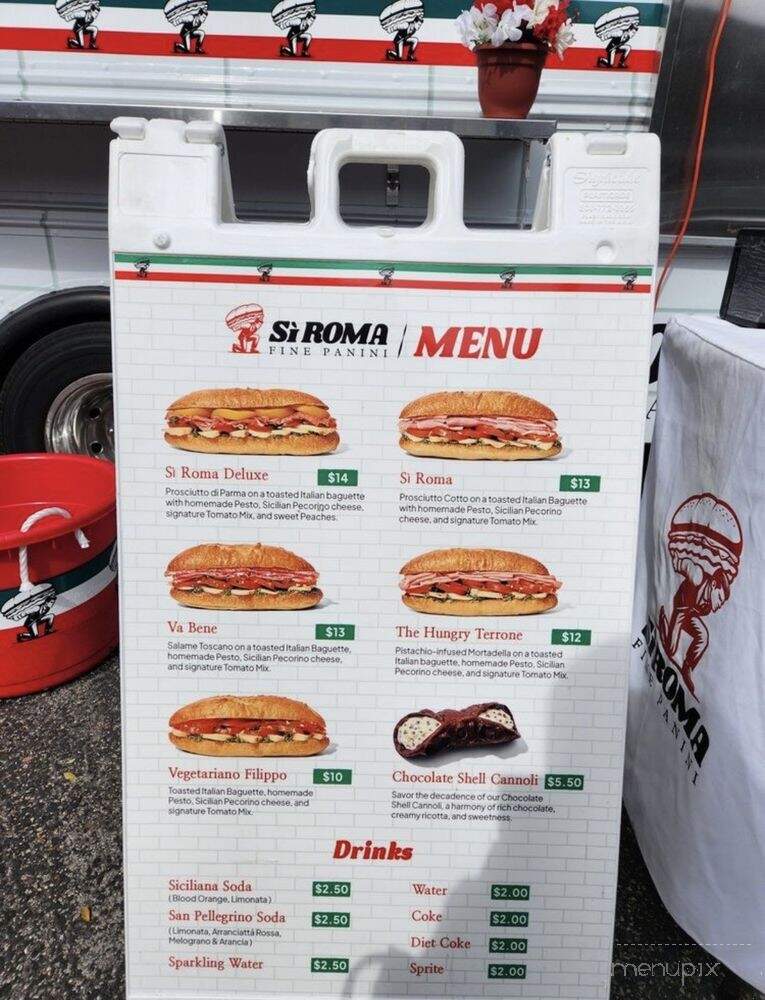 Sì ROMA
FINE PANINI
MENU
Sì Roma Deluxe
$14
Prosciutto di Parma on a toasted Italian baguette
with homemade Pesto, Sicilian Pecorigo cheese,
signature Tomato Mix, and sweet Peaches.
Sì Roma
$13
Prosciutto Cotto on a toasted Italian Baguette
with homemade Pesto, Sicilian Pecorino
cheese, and signature Tomato Mix.
Va Bene
$13
Salame Toscano on a toasted Italian Baguette,
homemade Pesto, Sicilian Pecorino cheese,
and signature Tomato Mix.
The Hungry Terrone
$12
Pistachio-infused Mortadella on a toasted
Italian baguette, homemade Pesto, Sicilian
Pecorino cheese, and signature Tomato Mix.
Vegetariano Filippo
$10
Toasted Italian Baguette, homemade
Pesto, Sicilian Pecorino cheese, and
signature Tomato Mix.
Chocolate Shell Cannoli
$5.50
Savor the decadence of our Chocolate
Shell Cannoli, a harmony of rich chocolate,
creamy ricotta, and sweetness.
Drinks
Siciliana Soda
$2.50
(Blood Orange, Limonata)
San Pellegrino Soda
$2.50
(Limonata, Arranciatta Rossa,
Melograno & Arancia)
Sparkling Water
$2.50
Water
$2.00
Coke
$2.00
Diet Coke
$2.00
Sprite
$2.00
Sì ROMA
FINE PANINI
menupix